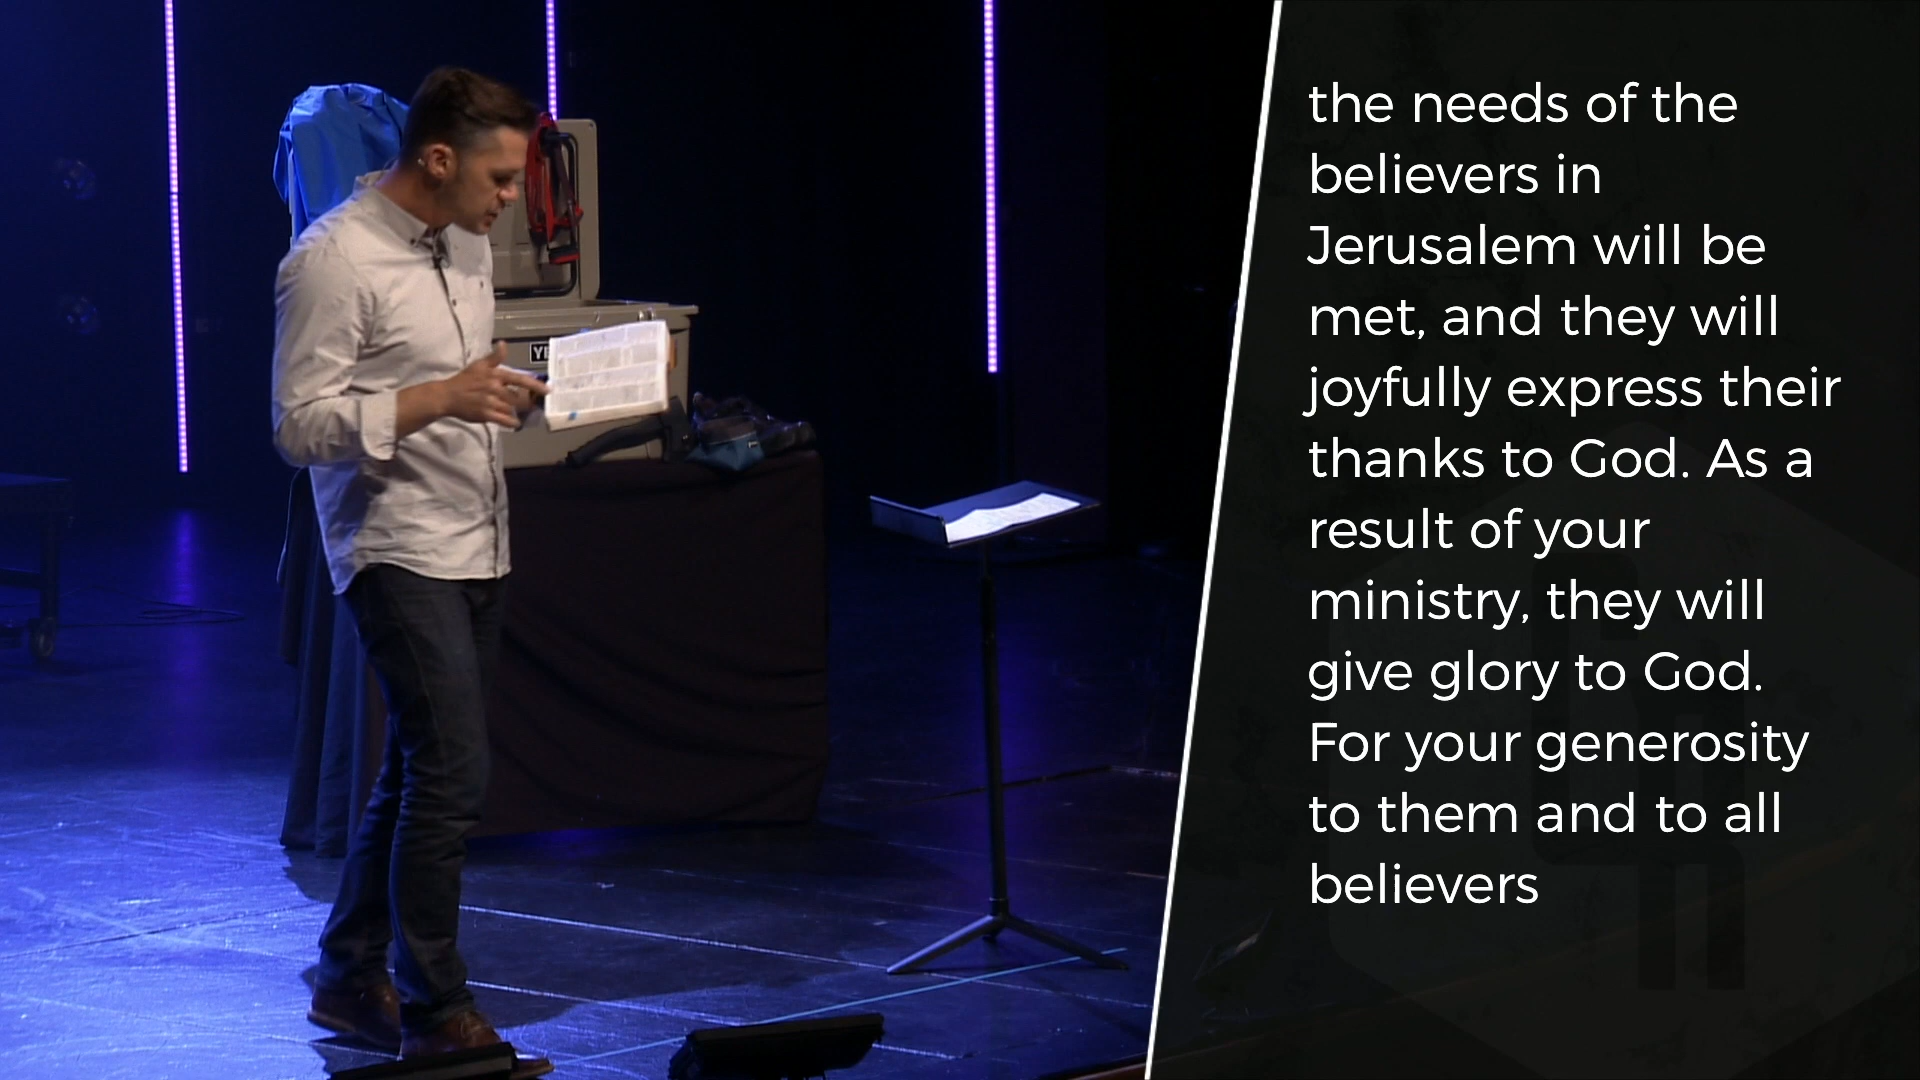 the needs of the
believers in
Jerusalem will be
met, and they will
joyfully express their
thanks to God. As a
result of your
ministry, they will
give glory to God.
For your generosity
to them and to all
believers